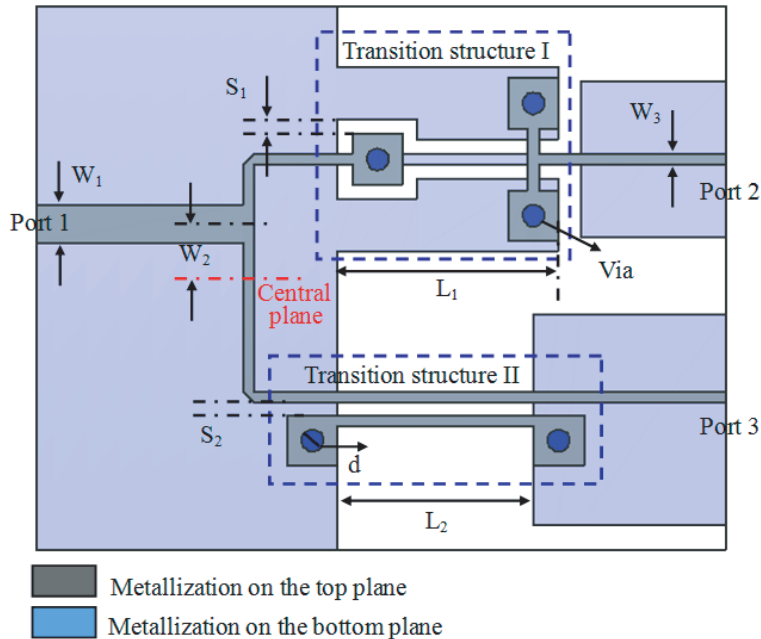 Transition structure I
S1
W1
W3
Port 1
Port 2
W2
Via
Central
plane
L1
Transition structure II
S2
Port 3
d
L2
Metallization on the top plane
Metallization on the bottom plane